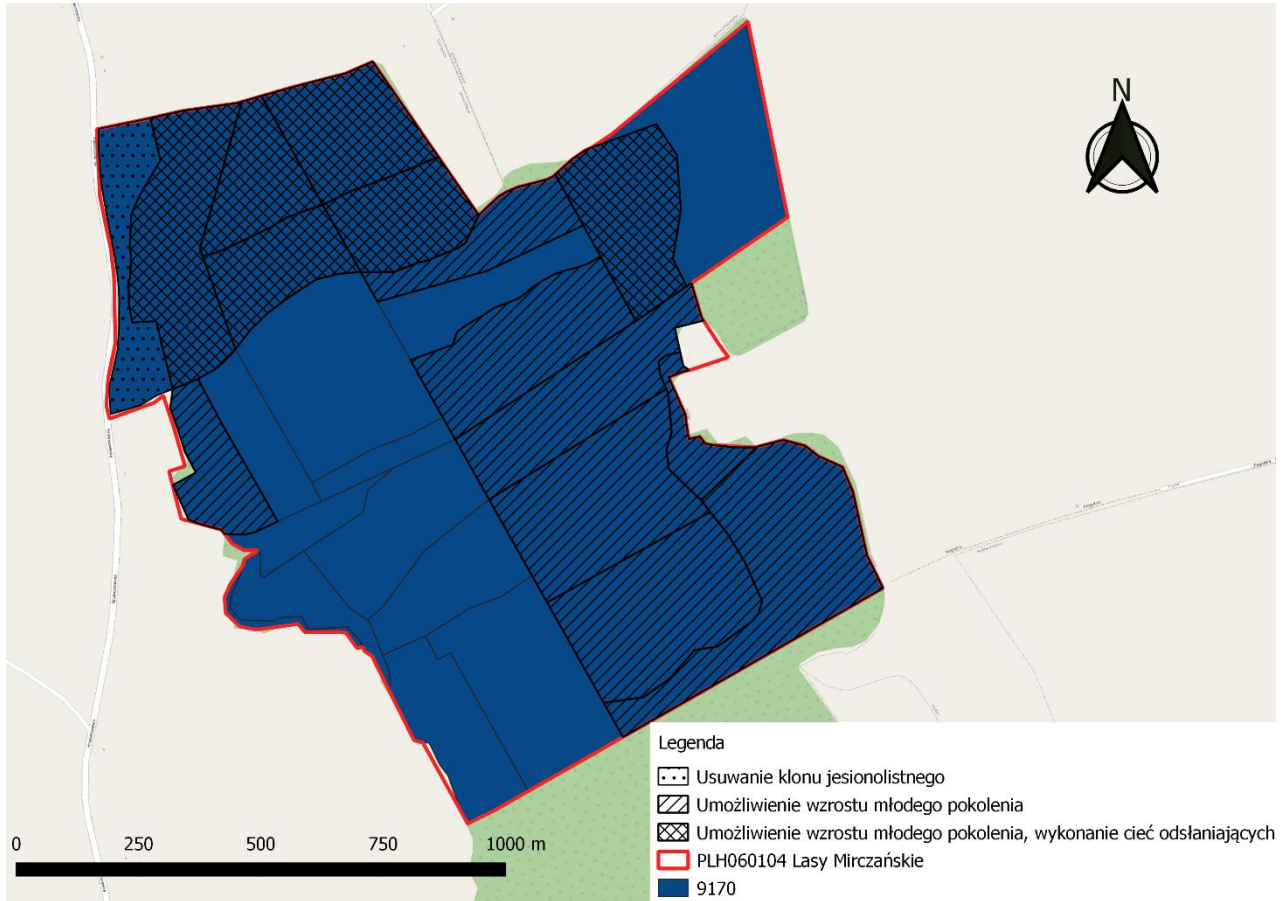 N
Legenda
Usuwanie klonu jesionolistnego
Umożliwienie wzrostu młodego pokolenia
Umożliwienie wzrostu młodego pokolenia, wykonanie cieć odsłaniających
PLH060104 Lasy Mirczańskie
9170
0 250 500 750 1000 m